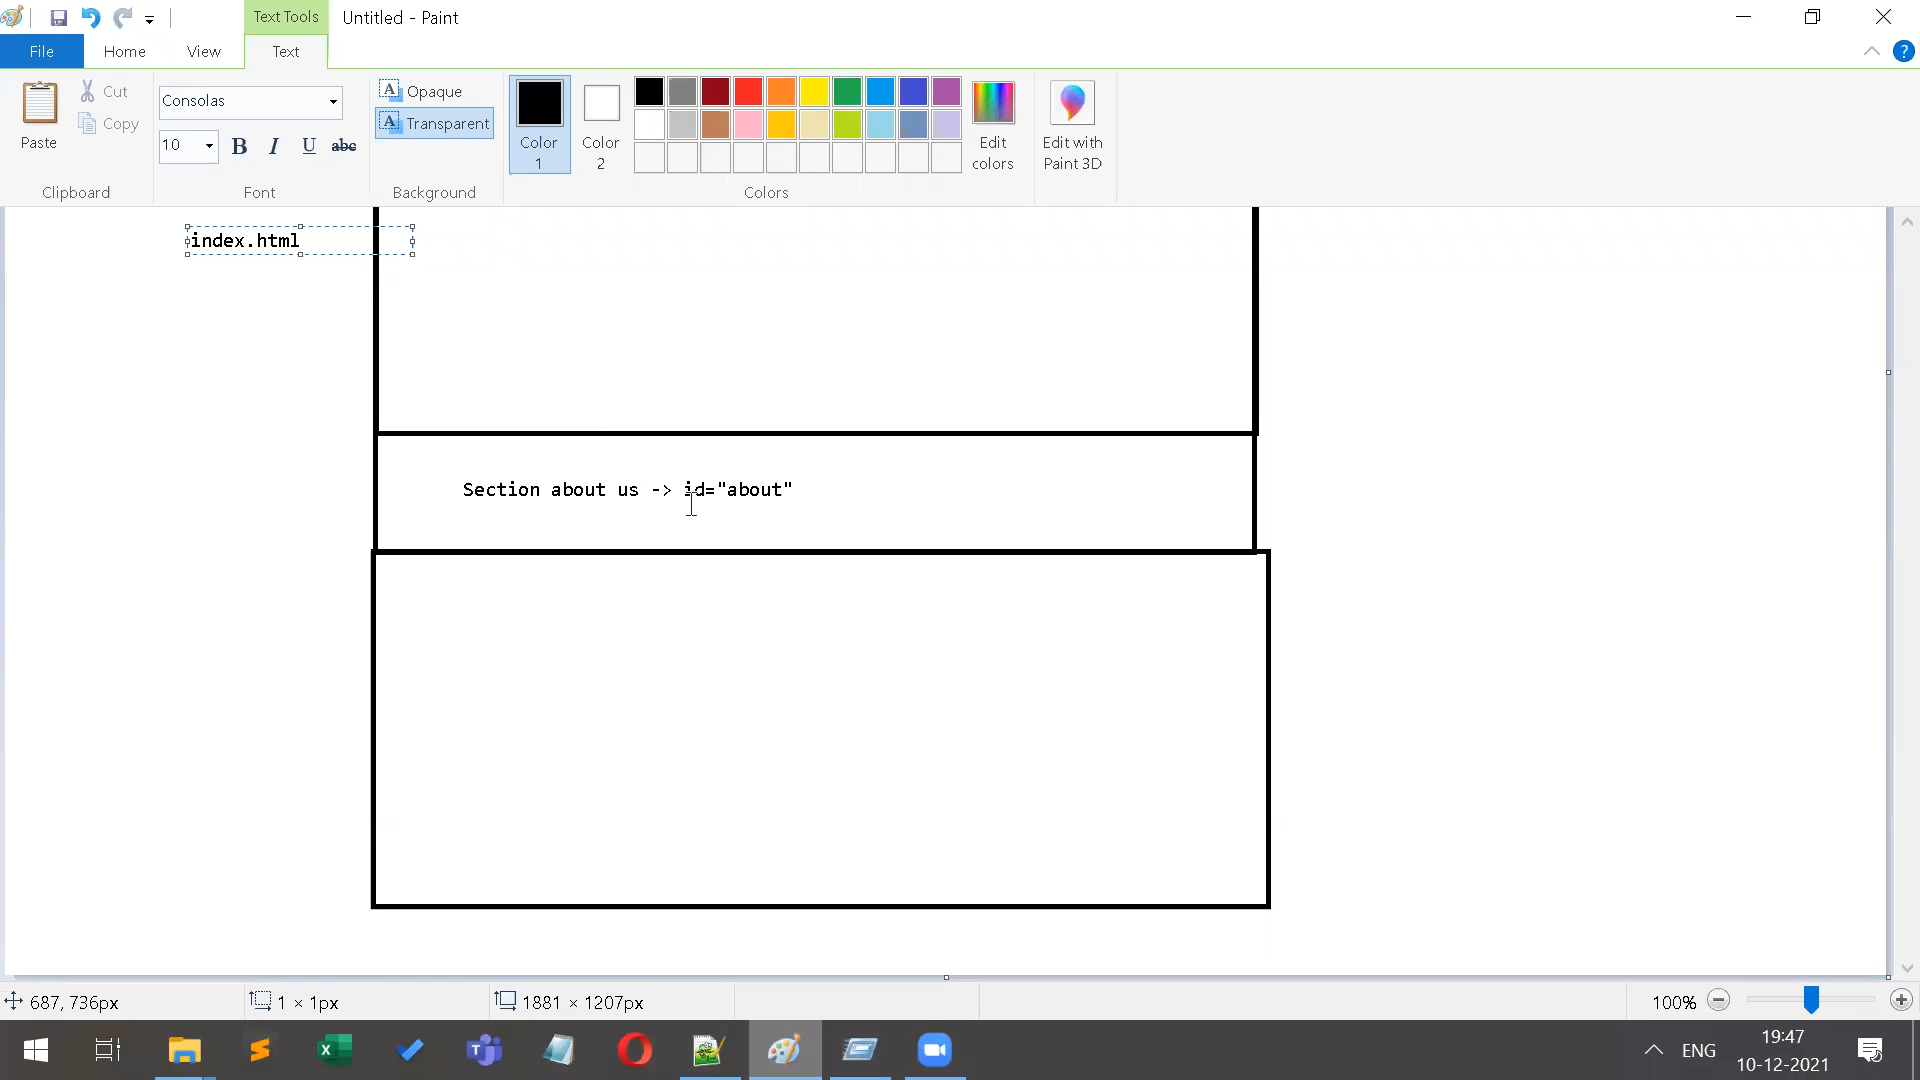 Text Tools
Untitled - Paint
File
Home
View
Text
?
Paste
Cut
Copy
Clipboard
Consolas
10
B
I
U
abc
Font
A Opaque
A Transparent
Background
Color
1
Color
2
Colors
Edit
colors
Edit with
Paint 3D
index.html
Section about us -> id="about"
687, 736px
1 × 1px
1881 × 1207px
100%
ENG
19:47
10-12-2021